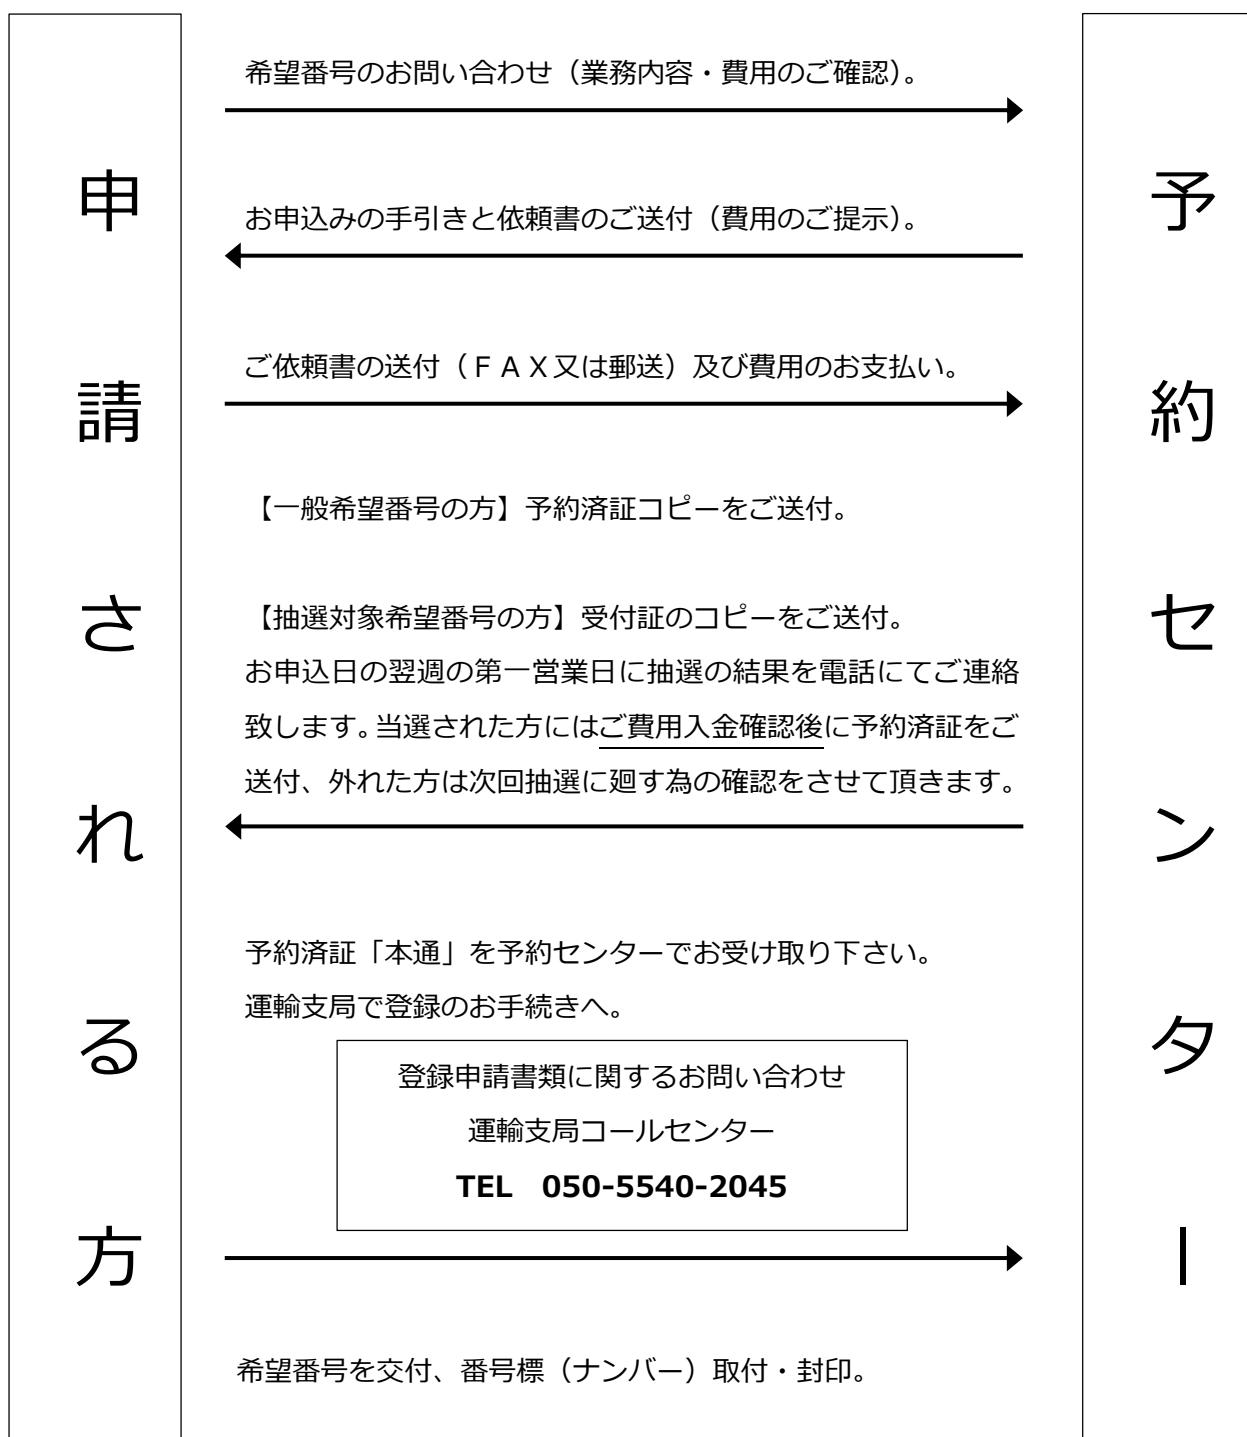 申請される方
希望番号のお問い合わせ（業務内容・費用のご確認）。
お申込みの手引きと依頼書のご送付（費用のご提示）。
ご依頼書の送付（ＦＡＸ又は郵送）及び費用のお支払い。
【一般希望番号の方】予約済証コピーをご送付。
【抽選対象希望番号の方】受付証のコピーをご送付。
お申込日の翌週の第一営業日に抽選の結果を電話にてご連絡
致します。当選された方にはご費用入金確認後に予約済証をご
送付、外れた方は次回抽選に廻す為の確認をさせて頂きます。
予約済証「本通」を予約センターでお受け取り下さい。
運輸支局で登録のお手続きへ。
登録申請書類に関するお問い合わせ
運輸支局コールセンター
TEL　050-5540-2045
希望番号を交付、番号標（ナンバー）取付・封印。
予約センター